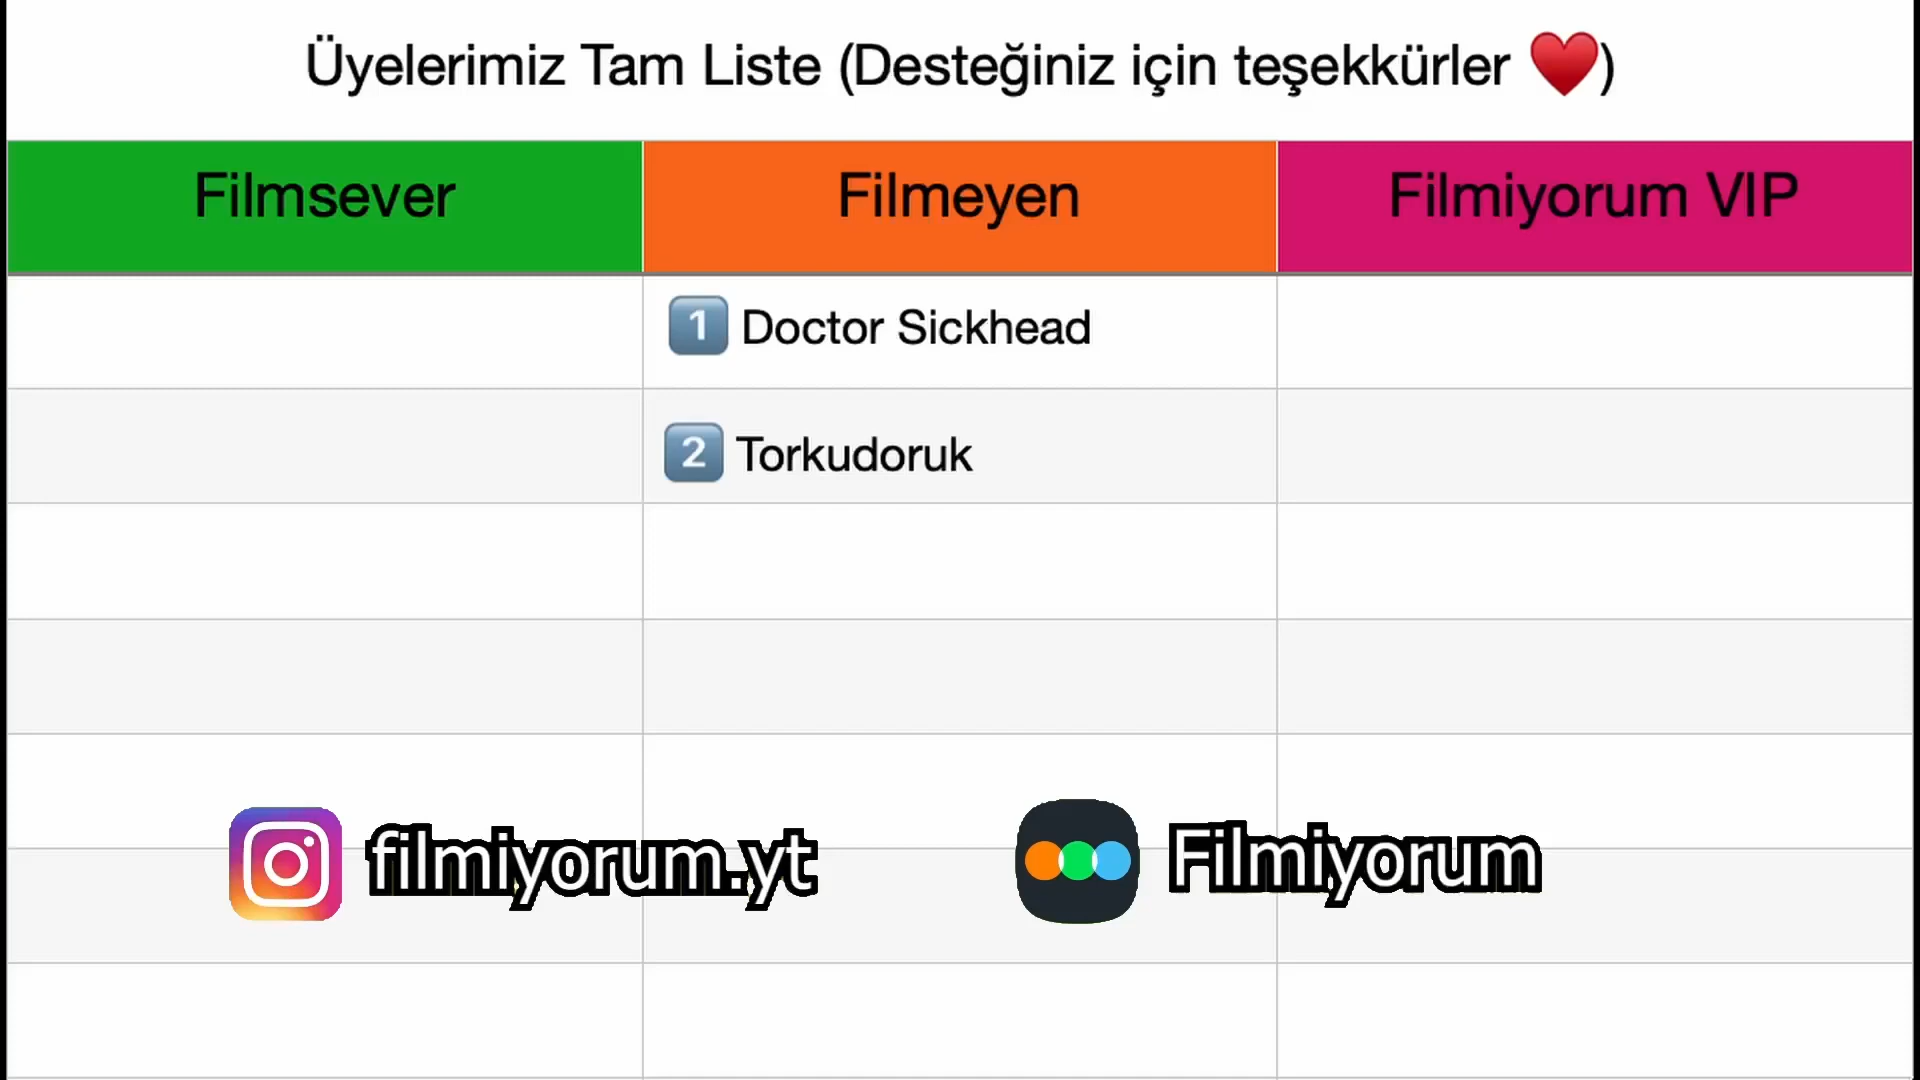 Üyelerimiz Tam Liste (Desteğiniz için teşekkürler ❤️)
Filmsever
Filmeyen
Filmiyorum VIP
1 Doctor Sickhead
2 Torkudoruk
filmiyorum.yt
Filmiyorum